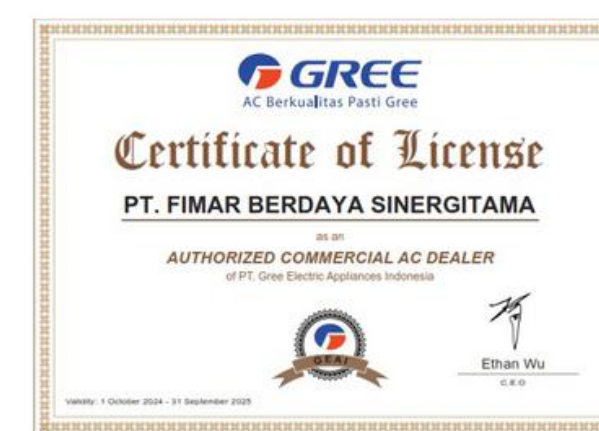 GREE
AC Berkualitas Pasti Gree
Certificate of License
PT. FIMAR BERDAYA SINERGITAMA
as an
AUTHORIZED COMMERCIAL AC DEALER
of PT. Gree Electric Appliances Indonesia
GEAI
Ethan Wu
C.E.O
Validity: 1 October 2024 - 31 September 2025